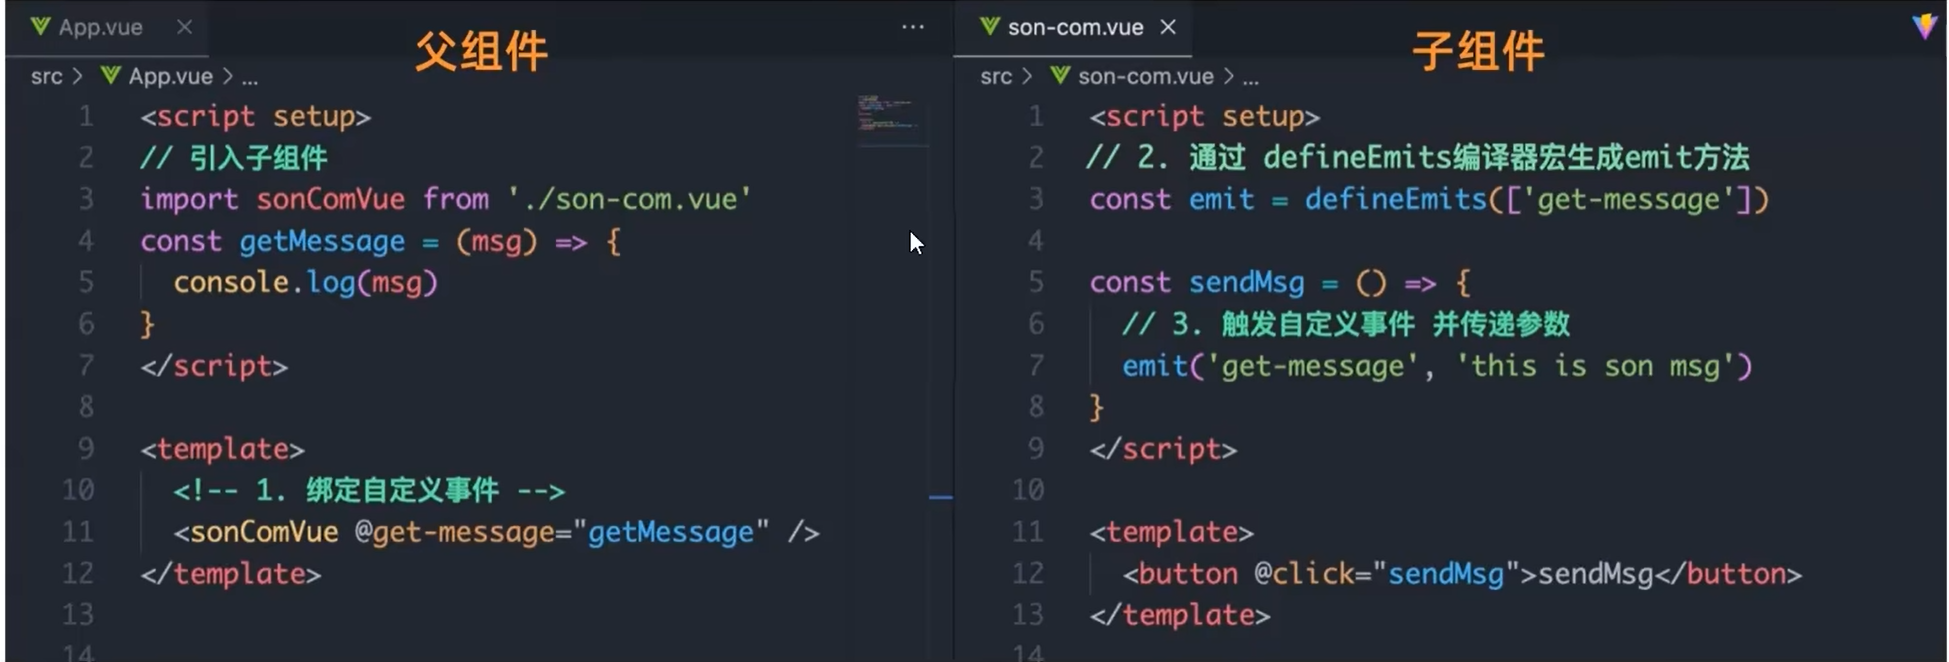 App.vue
父组件
src > App.vue > ...
1 <script setup>
2 // 引入子组件
3 import sonComVue from './son-com.vue'
4 const getMessage = (msg) => {
5 console.log(msg)
6 }
7 </script>
8
9 <template>
10 <!-- 1. 绑定自定义事件 -->
11 <sonComVue @get-message="getMessage" />
12 </template>
13
14
son-com.vue
子组件
src > son-com.vue > ...
1 <script setup>
2 // 2. 通过 defineEmits编译器宏生成emit方法
3 const emit = defineEmits(['get-message'])
4
5 const sendMsg = () => {
6 // 3. 触发自定义事件 并传递参数
7 emit('get-message', 'this is son msg')
8 }
9 </script>
10
11 <template>
12 <button @click="sendMsg">sendMsg</button>
13 </template>
14